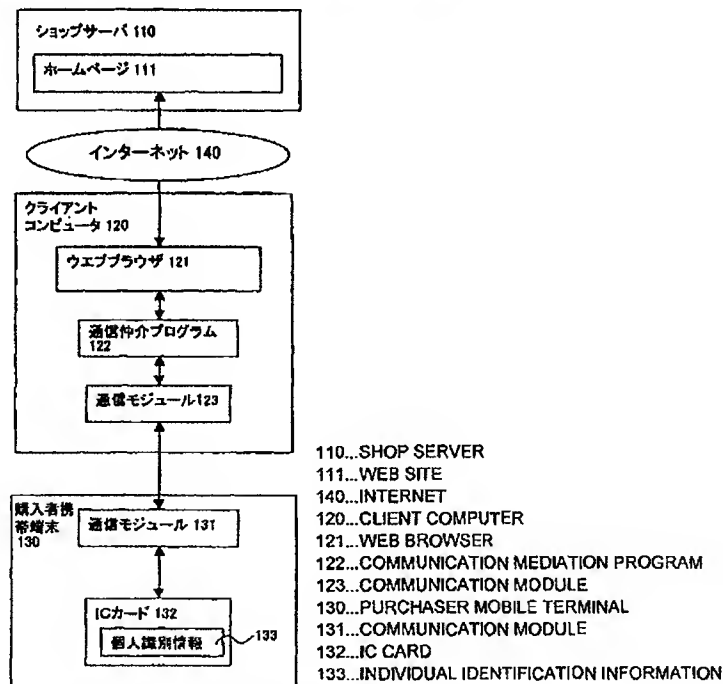 ショップサーバ 110
ホームページ 111
インターネット 140
クライアント
コンピュータ 120
ウエブブラウザ 121
通信仲介プログラム
122
通信モジュール123
購入者携
帯端末
130
通信モジュール 131
ICカード 132
個人識別情報
133
110...SHOP SERVER
111...WEB SITE
140...INTERNET
120...CLIENT COMPUTER
121...WEB BROWSER
122...COMMUNICATION MEDIATION PROGRAM
123...COMMUNICATION MODULE
130...PURCHASER MOBILE TERMINAL
131...COMMUNICATION MODULE
132...IC CARD
133...INDIVIDUAL IDENTIFICATION INFORMATION